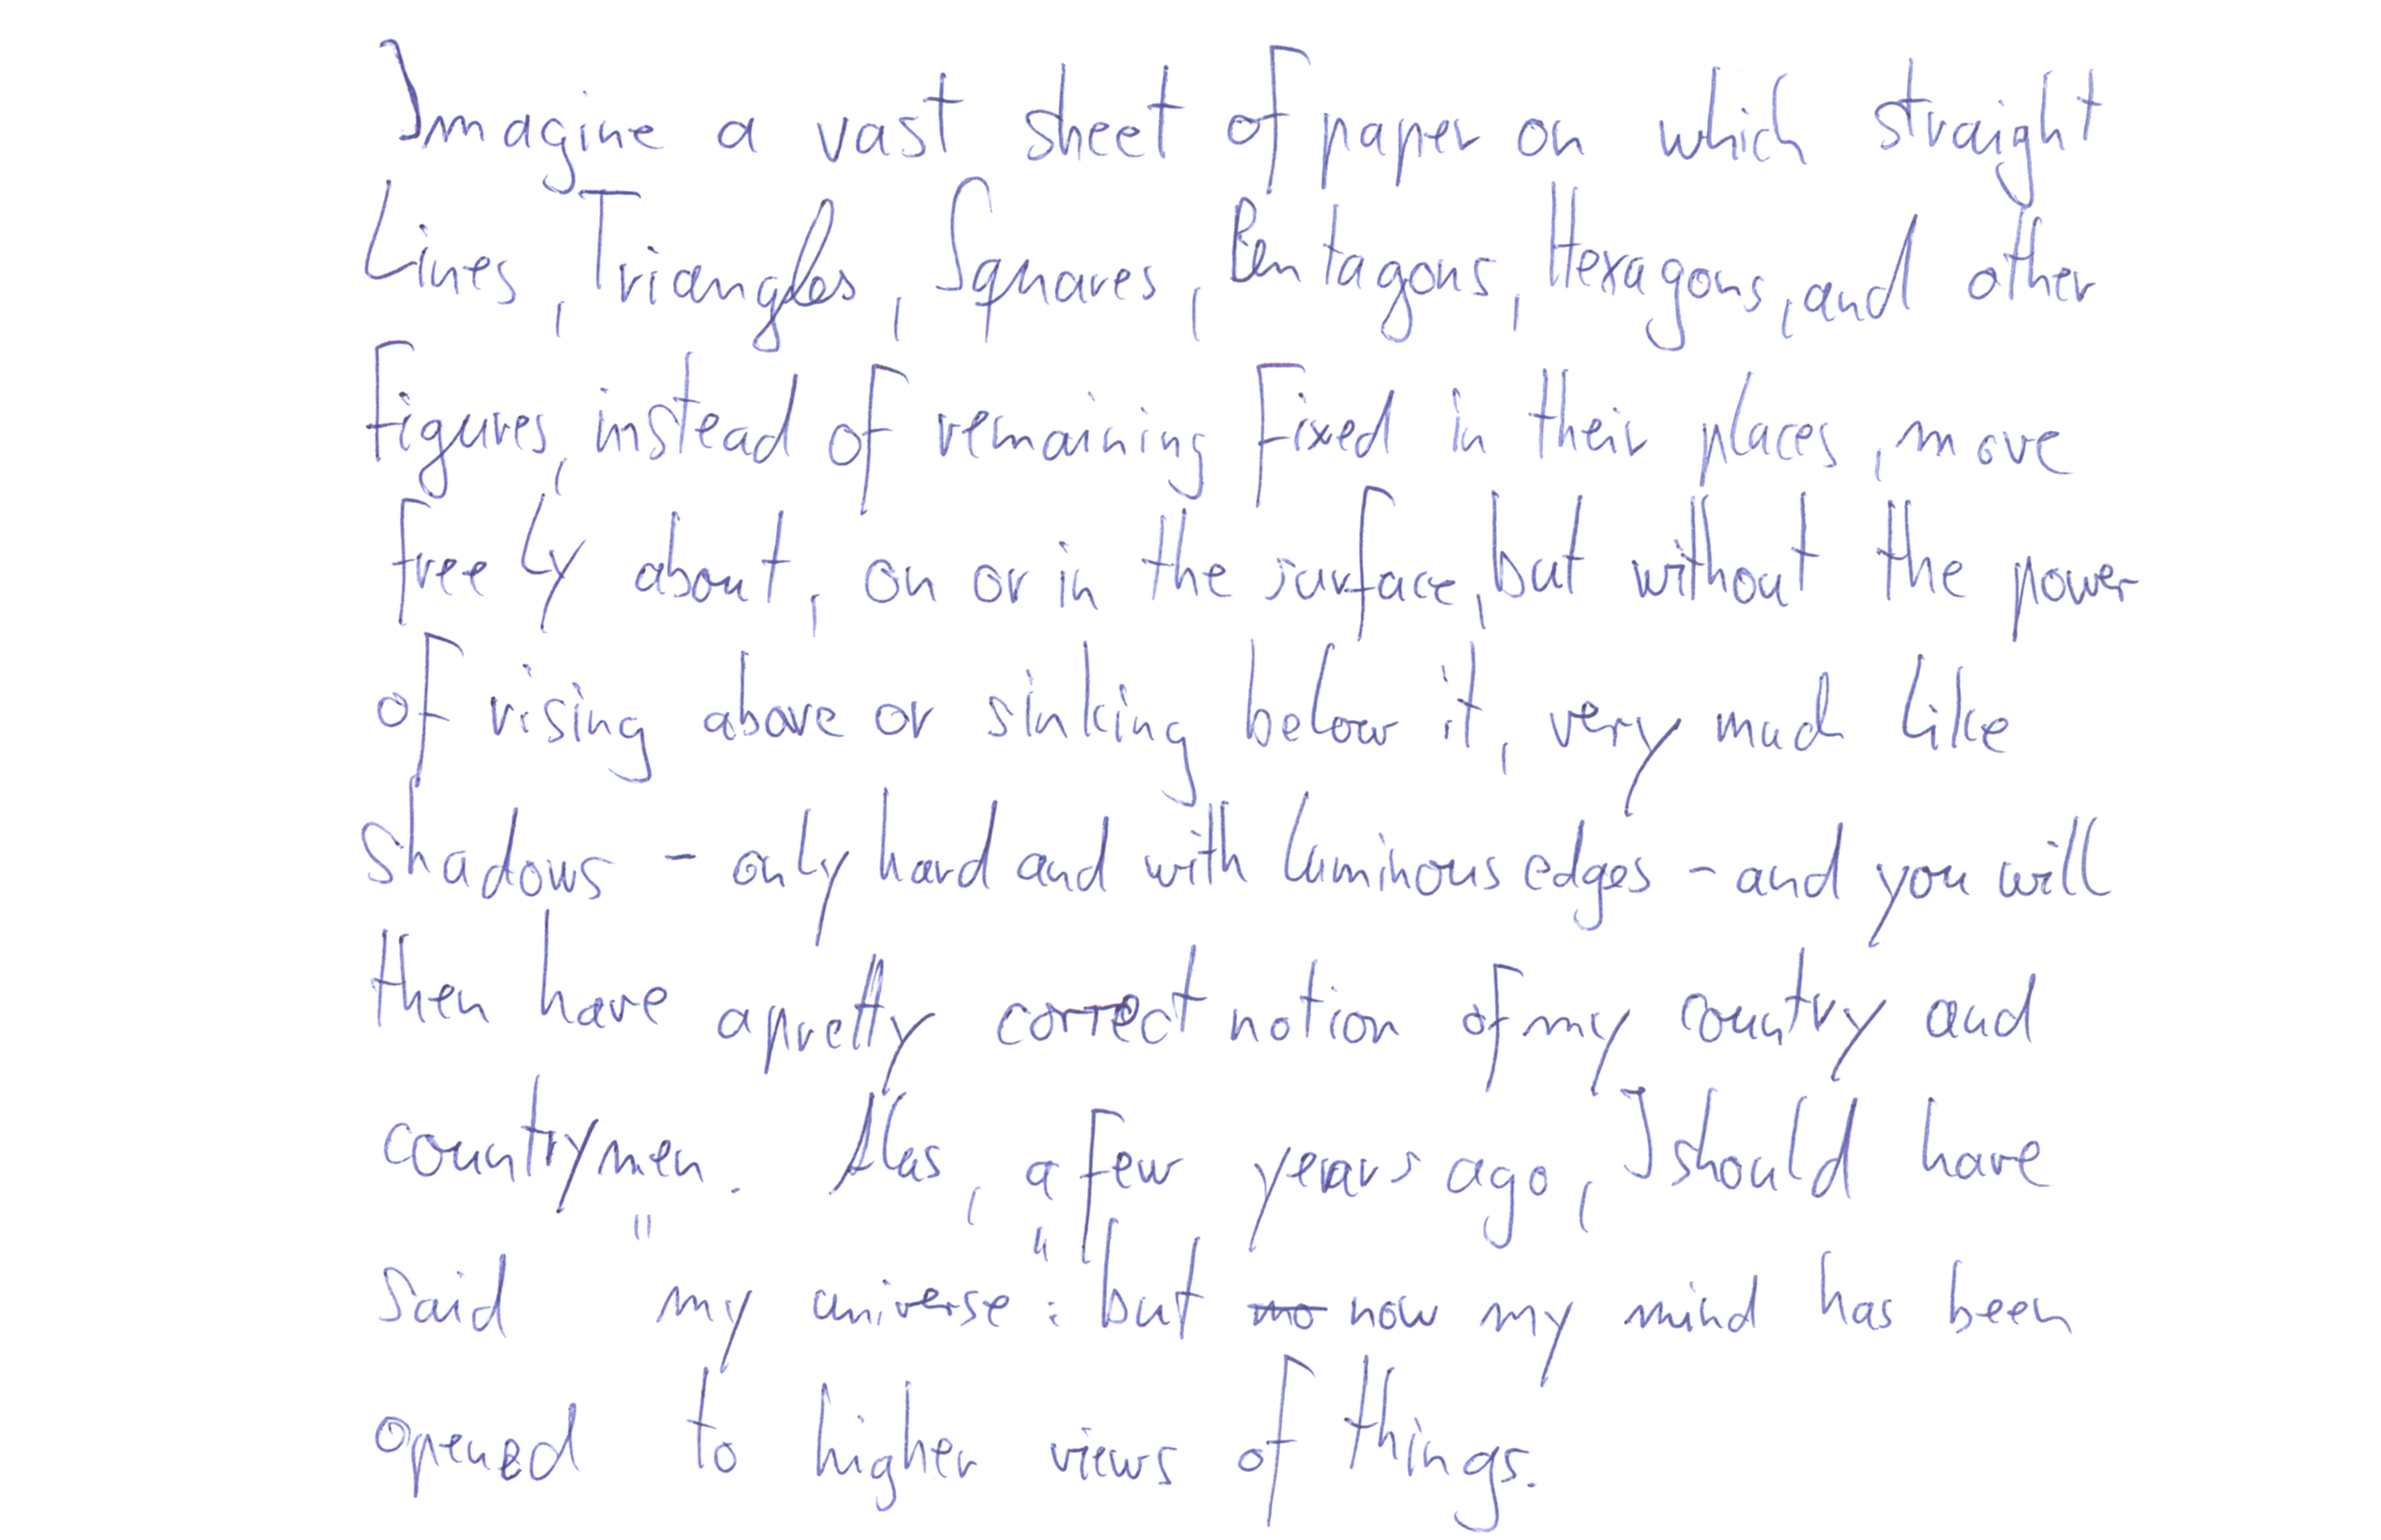 Imagine a vast sheet of paper on which straight
Lines, Triangles, Squares, Pentagons, Hexagons, and other
figures, instead of remaining fixed in their places, move
freely about, on or in the surface, but without the power
of rising above or sinking below it, very much like
shadows - only hard and with luminous edges - and you will
then have a pretty correct notion of my country and
countrymen. Alas, a few years ago, I should have
said "my universe": but now my mind has been
opened to higher views of things.